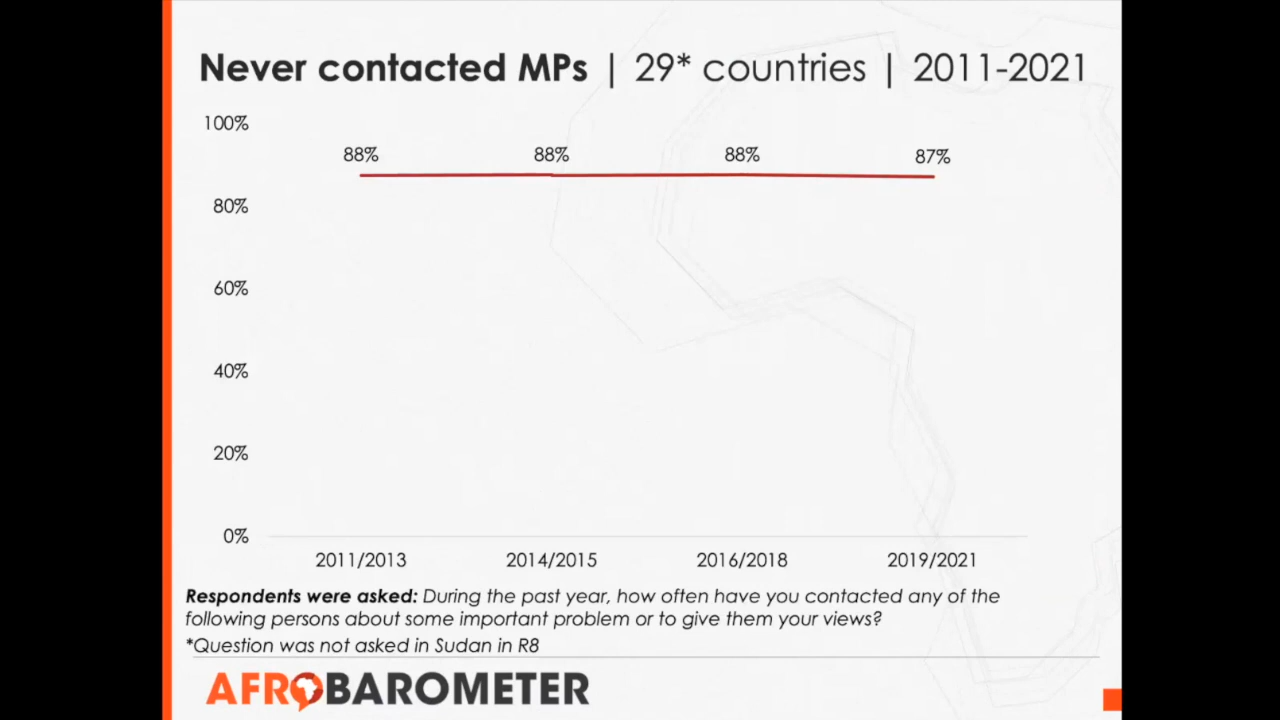 Never contacted MPs | 29* countries | 2011-2021
100%
88%
88%
88%
87%
80%
60%
40%
20%
0%
2011/2013
2014/2015
2016/2018
2019/2021
Respondents were asked: During the past year, how often have you contacted any of the
following persons about some important problem or to give them your views?
*Question was not asked in Sudan in R8
AFROBAROMETER